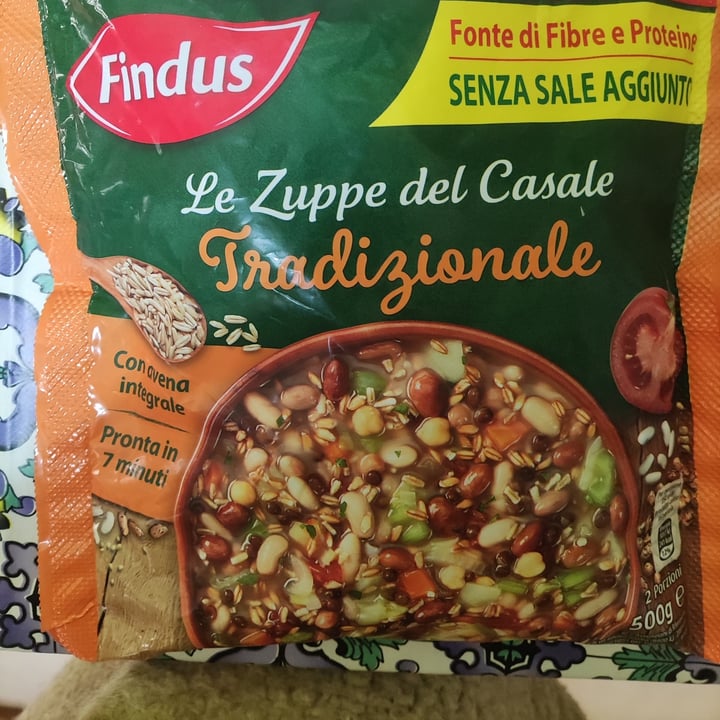 Findus
Fonte di Fibre e Proteine
SENZA SALE AGGIUNTO
Le Zuppe del Casale
Tradizionale
Con avena
integrale
Pronta in
7 minuti
2 Porzioni
500g e